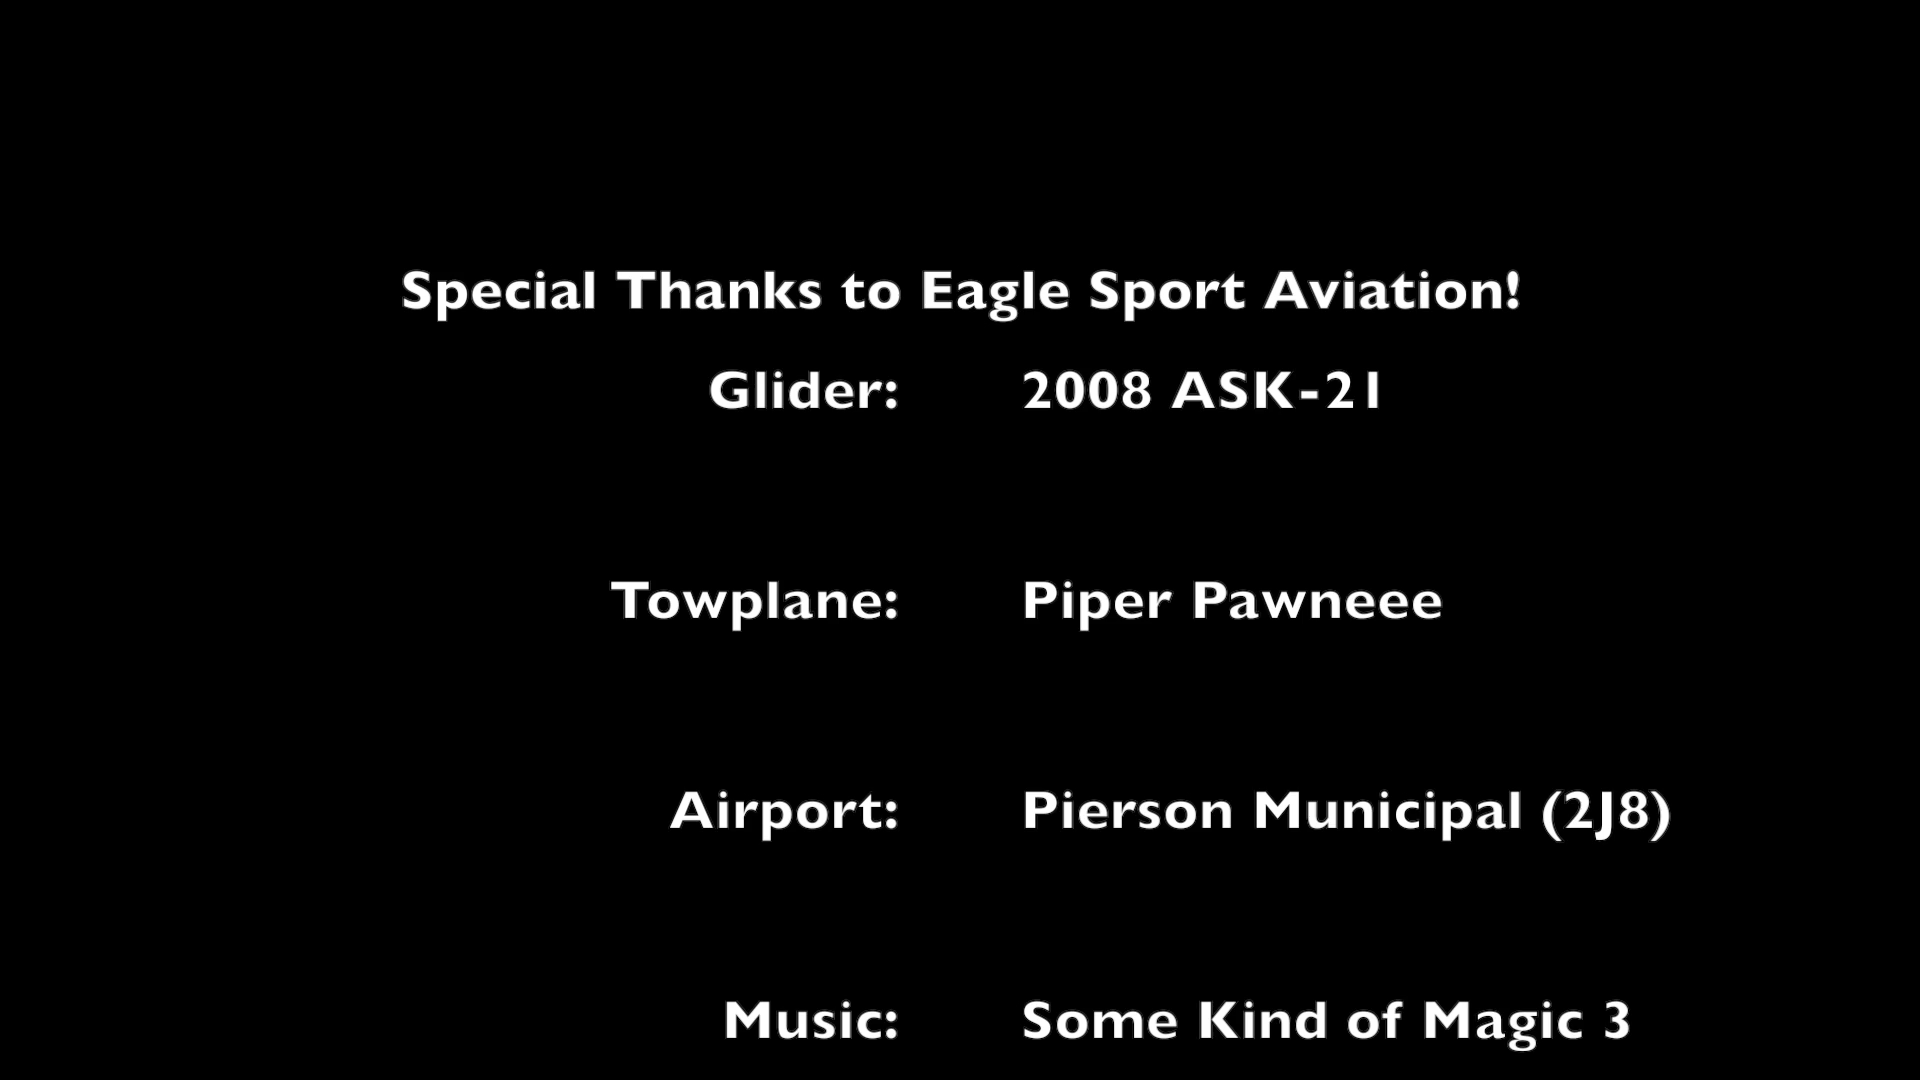 Special Thanks to Eagle Sport Aviation!
Glider: 2008 ASK-21
Towplane: Piper Pawneee
Airport: Pierson Municipal (2J8)
Music: Some Kind of Magic 3